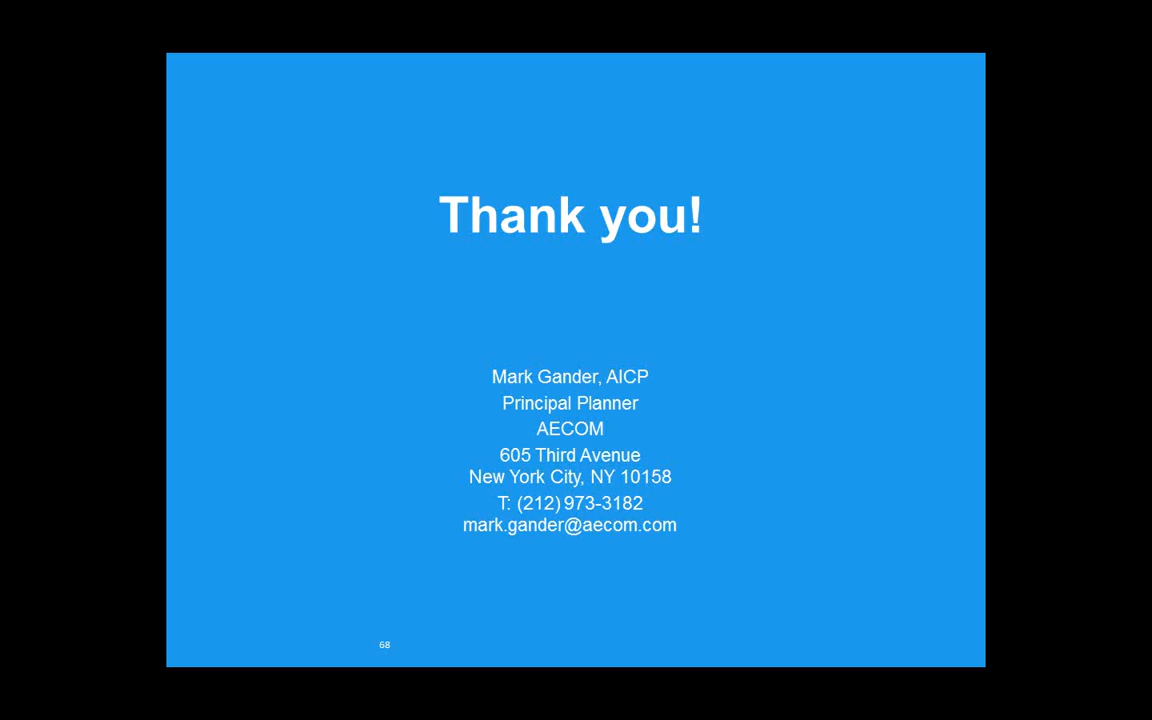 Thank you!
Mark Gander, AICP
Principal Planner
AECOM
605 Third Avenue
New York City, NY 10158
T: (212) 973-3182
mark.gander@aecom.com
68